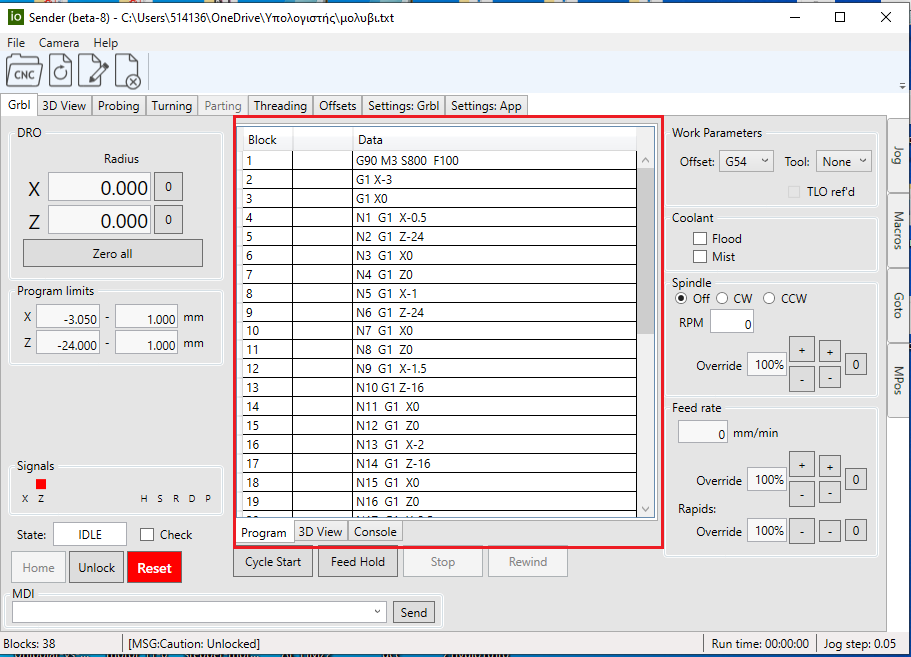 iO Sender (beta-8) - C:\Users\514136\OneDrive\Υπολογιστής\μολυβι.txt
File Camera Help
CNC
Grbl 3D View Probing Turning Parting Threading Offsets Settings: Grbl Settings: App
DRO
Radius
X 0.000 0
Z 0.000 0
Zero all
Program limits
X -3.050 - 1.000 mm
Z -24.000 - 1.000 mm
Signals
X Z H S R D P
State: IDLE Check
Home Unlock Reset
Block Data
1 G90 M3 S800 F100
2 G1 X-3
3 G1 X0
4 N1 G1 X-0.5
5 N2 G1 Z-24
6 N3 G1 X0
7 N4 G1 Z0
8 N5 G1 X-1
9 N6 G1 Z-24
10 N7 G1 X0
11 N8 G1 Z0
12 N9 G1 X-1.5
13 N10 G1 Z-16
14 N11 G1 X0
15 N12 G1 Z0
16 N13 G1 X-2
17 N14 G1 Z-16
18 N15 G1 X0
19 N16 G1 Z0
Program 3D View Console
Cycle Start Feed Hold Stop Rewind
Work Parameters
Offset: G54 Tool: None
TLO ref'd
Coolant
Flood
Mist
Spindle
Off CW CCW
RPM 0
Override 100% + - + - 0
Feed rate
0 mm/min
Override 100% + - + - 0
Rapids:
Override 100% - - 0
Jog
Macros
Goto
MPos
MDI
Send
Blocks: 38 [MSG:Caution: Unlocked] Run time: 00:00:00 Jog step: 0.05